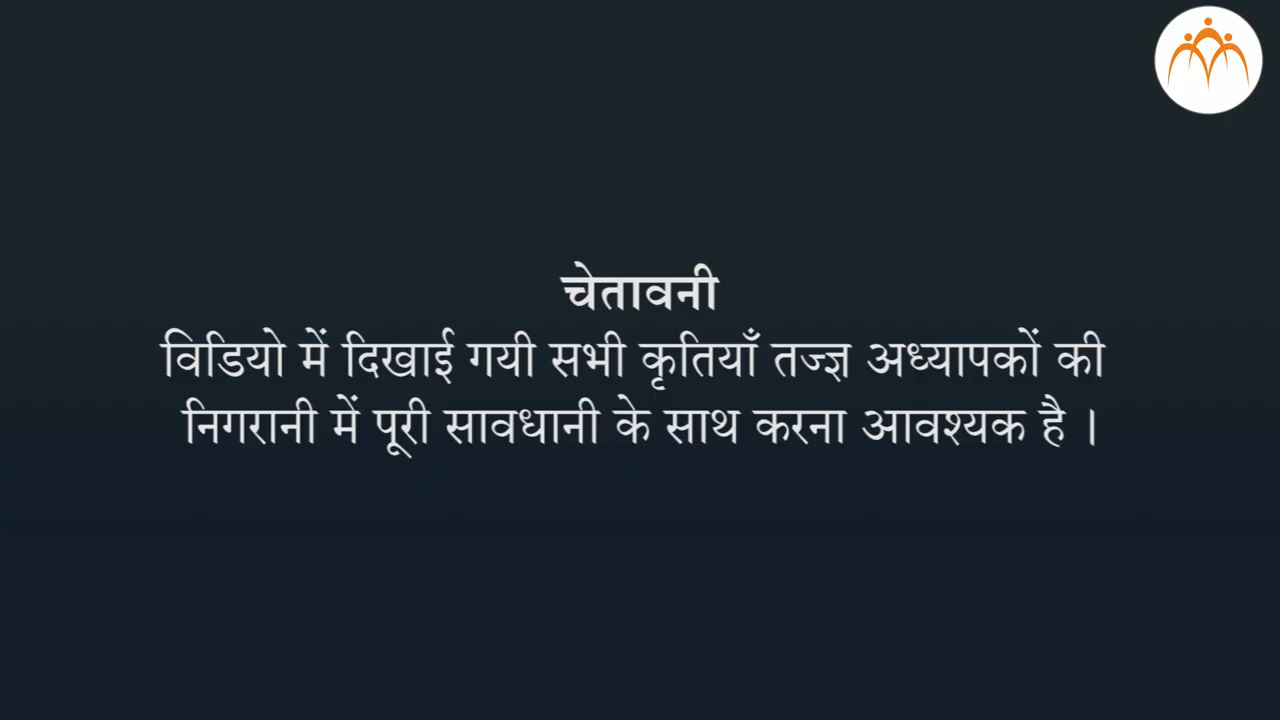 चेतावनी
विडियो में दिखाई गयी सभी कृतियाँ तज्ज्ञ अध्यापकों की
निगरानी में पूरी सावधानी के साथ करना आवश्यक है ।